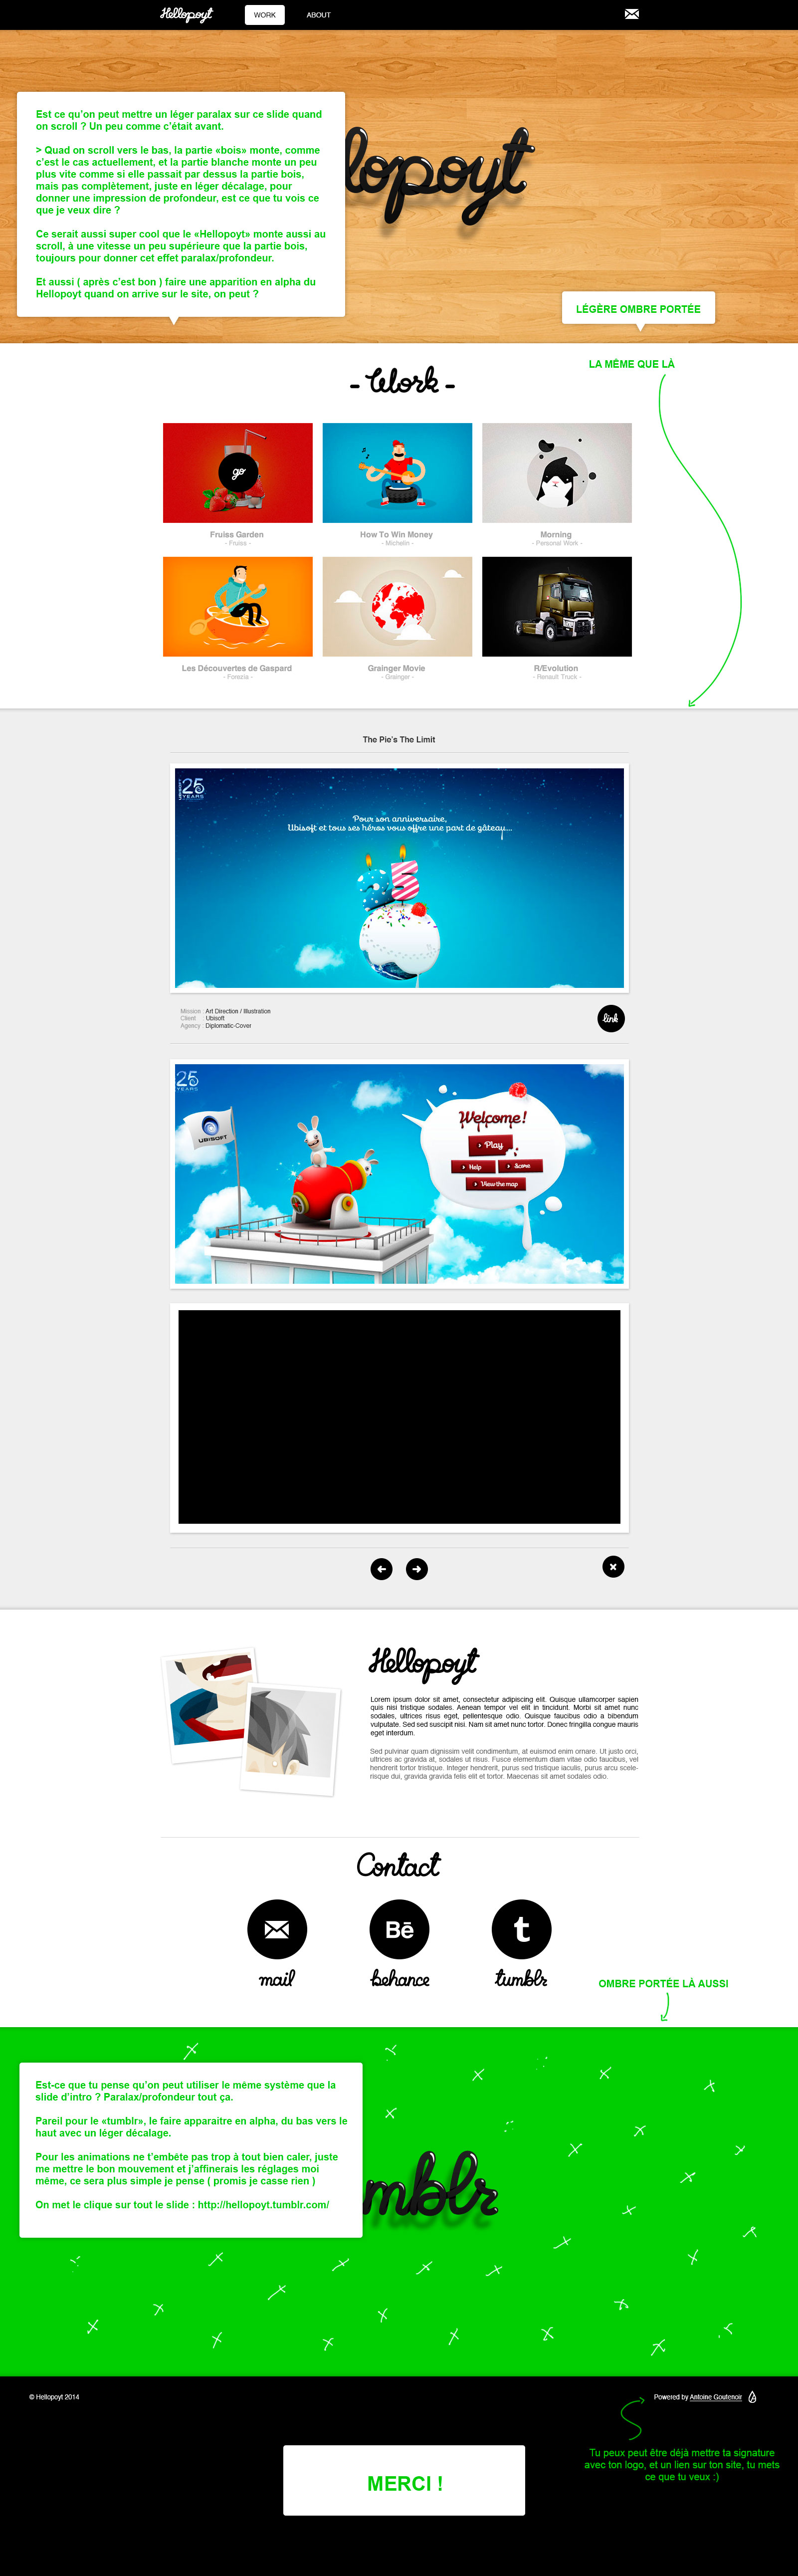 Hellopoyt WORK ABOUT
Est ce qu'on peut mettre un léger paralax sur ce slide quand
on scroll ? Un peu comme c'était avant.
> Quad on scroll vers le bas, la partie «bois» monte, comme
c'est le cas actuellement, et la partie blanche monte un peu
plus vite comme si elle passait par dessus la partie bois,
mais pas complètement, juste en léger décalage, pour
donner une impression de profondeur, est ce que tu vois ce
que je veux dire ?
Ce serait aussi super cool que le «Hellopoyt» monte aussi au
scroll, à une vitesse un peu supérieure que la partie bois,
toujours pour donner cet effet paralax/profondeur.
Et aussi ( après c'est bon ) faire une apparition en alpha du
Hellopoyt quand on arrive sur le site, on peut ?
llopoyt
LÉGÈRE OMBRE PORTÉE
LA MÊME QUE LÀ
- Work -
go
Fruiss Garden
- Fruiss -
How To Win Money
- Michelin -
Morning
- Personal Work -
Les Découvertes de Gaspard
- Forezia -
Grainger Movie
- Grainger -
R/Evolution
- Renault Truck -
The Pie's The Limit
UBISOFT 25 YEARS
Pour son anniversaire,
Ubisoft et tous ses héros vous offre une part de gâteau...
Mission : Art Direction / Illustration
Client Ubisoft
Agency : Diplomatic-Cover
link
25 YEARS
UBISOFT
Welcome!
Play
Help Score
View the map
Hellopoyt
Lorem ipsum dolor sit amet, consectetur adipiscing elit. Quisque ullamcorper sapien
quis nisi tristique sodales. Aenean tempor vel elit in tincidunt. Morbi sit amet nunc
sodales, ultrices risus eget, pellentesque odio. Quisque faucibus odio a bibendum
vulputate. Sed sed suscipit nisi. Nam sit amet nunc tortor. Donec fringilla congue mauris
eget interdum.
Sed pulvinar quam dignissim velit condimentum, at euismod enim ornare. Ut justo orci,
ultrices ac gravida at, sodales ut risus. Fusce elementum diam vitae odio faucibus, vel
hendrerit tortor tristique. Integer hendrerit, purus sed tristique iaculis, purus arcu scele-
risque dui, gravida gravida felis elit et tortor. Maecenas sit amet sodales odio.
Contact
Bē
t
mail behance tumblr
OMBRE PORTÉE LÀ AUSSI
Est-ce que tu pense qu'on peut utiliser le même système que la
slide d'intro ? Paralax/profondeur tout ça.
Pareil pour le «tumblr», le faire apparaitre en alpha, du bas vers le
haut avec un léger décalage.
Pour les animations ne t'embête pas trop à tout bien caler, juste
me mettre le bon mouvement et j'affinerais les réglages moi
même, ce sera plus simple je pense ( promis je casse rien )
On met le clique sur tout le slide : http://hellopoyt.tumblr.com/
mblr
© Hellopoyt 2014
Powered by Antoine Goutenoir
Tu peux peut être déjà mettre ta signature
avec ton logo, et un lien sur ton site, tu mets
ce que tu veux :)
MERCI !